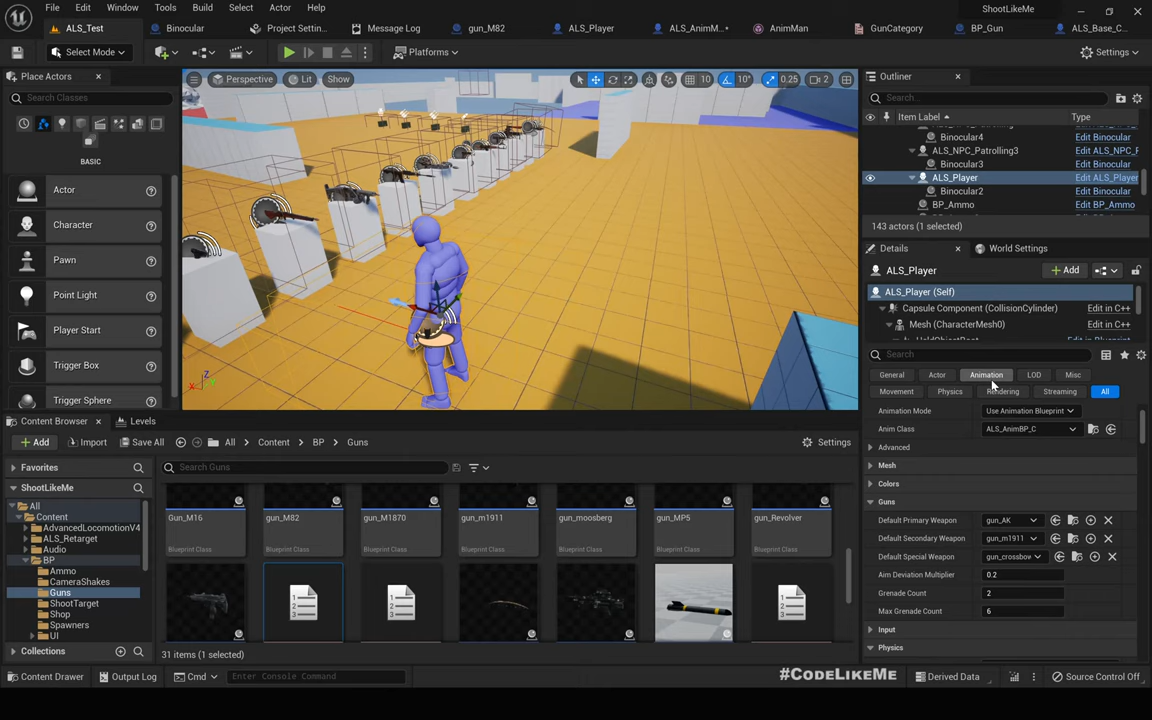 File Edit Window Tools Build Select Actor Help ShootLikeMe
ALS_Test Binocular Project Setting... Message Log gun_M82 ALS_Player ALS_AnimM...• AnimMan GunCategory BP_Gun ALS_Base_C...
Select Mode Platforms Settings
Place Actors
Search Classes
BASIC
Actor
Character
Pawn
Point Light
Player Start
Trigger Box
Trigger Sphere
Perspective Lit Show 10 10° 0.25 2
Z
X
Outliner
Search...
Item Label Type
Binocular4 Edit Binocular
ALS_NPC_Patrolling3 Edit ALS_NPC_F
Binocular3 Edit Binocular
ALS_Player Edit ALS_Player
Binocular2 Edit Binocular
BP_Ammo Edit BP_Ammo
143 actors (1 selected)
Details World Settings
ALS_Player Add
ALS_Player (Self)
Capsule Component (CollisionCylinder) Edit in C++
Mesh (CharacterMesh0) Edit in C++
Search
General Actor Animation LOD Misc
Movement Physics Rendering Streaming All
Animation Mode Use Animation Blueprint
Anim Class ALS_AnimBP_C
Advanced
Mesh
Colors
Guns
Default Primary Weapon gun_AK
Default Secondary Weapon gun_m1911
Default Special Weapon gun_crossbow
Aim Deviation Multiplier 0.2
Grenade Count 2
Max Grenade Count 6
Input
Physics
Content Browser Levels
Add Import Save All All Content BP Guns Settings
Favorites
ShootLikeMe
All
Content
AdvancedLocomotionV4
ALS_Retarget
Audio
BP
Ammo
CameraShakes
Guns
ShootTarget
Shop
Spawners
UI
Collections
Search Guns
Gun_M16 gun_M82 gun_M1870 gun_m1911 gun_moosberg gun_MP5 gun_Revolver
Blueprint Class Blueprint Class Blueprint Class Blueprint Class Blueprint Class Blueprint Class Blueprint Class
31 items (1 selected)
Content Drawer Output Log Cmd Enter Console Command #CODELIKEME Derived Data Source Control Off